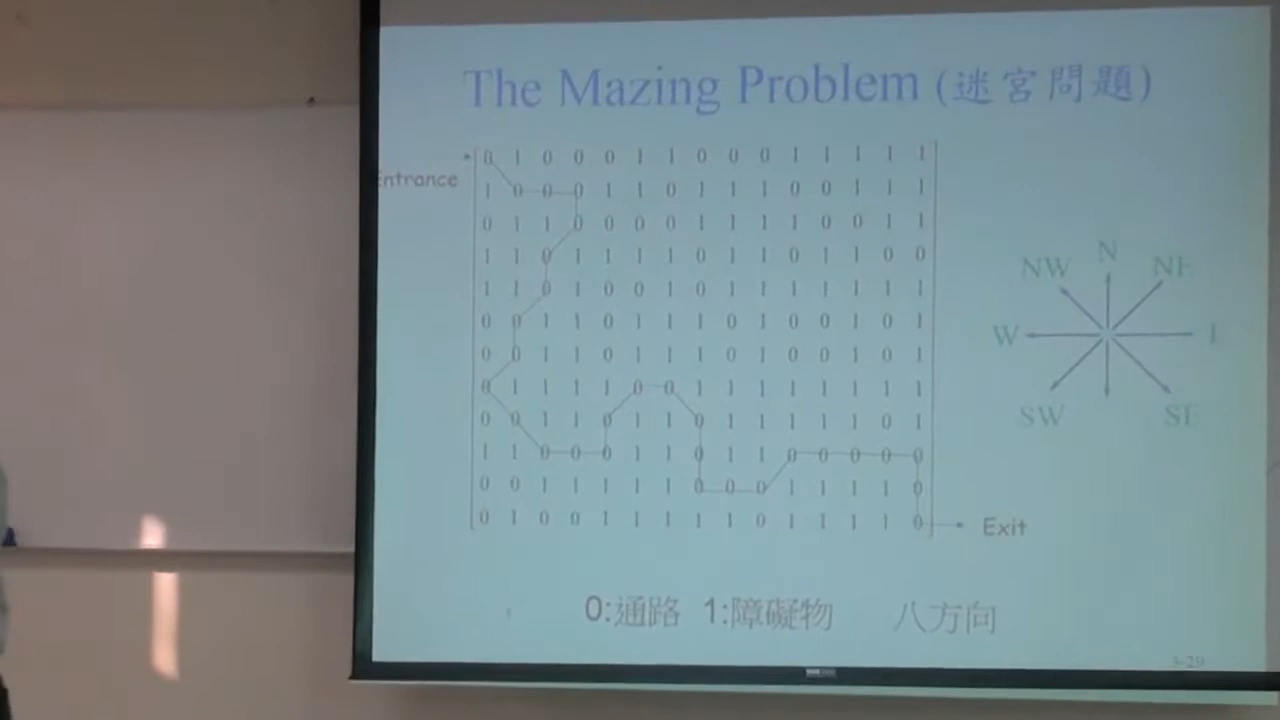 The Mazing Problem (迷宮問題)
Entrance
0 1 0 0 0 1 1 0 0 0 1 1 1 1 1
1 0 0 0 1 1 0 1 1 1 0 0 1 1 1
0 1 1 0 0 0 0 1 1 1 1 0 0 1 1
1 1 0 1 1 1 1 0 1 1 0 1 1 0 0
1 1 0 1 0 0 1 0 1 1 1 1 1 1 1
0 0 1 1 0 1 1 1 0 1 0 0 1 0 1
0 0 1 1 0 1 1 1 0 1 0 0 1 0 1
0 1 1 1 1 0 0 1 1 1 1 1 1 1 1
0 0 1 1 0 1 1 0 1 1 1 1 1 0 1
1 1 0 0 0 1 1 0 1 1 0 0 0 0 0
0 0 1 1 1 1 1 0 0 0 1 1 1 1 0
0 1 0 0 1 1 1 1 1 0 1 1 1 1 0
Exit
N
NW NE
W
SW SE
0:通路 1:障礙物 八方向
3-29